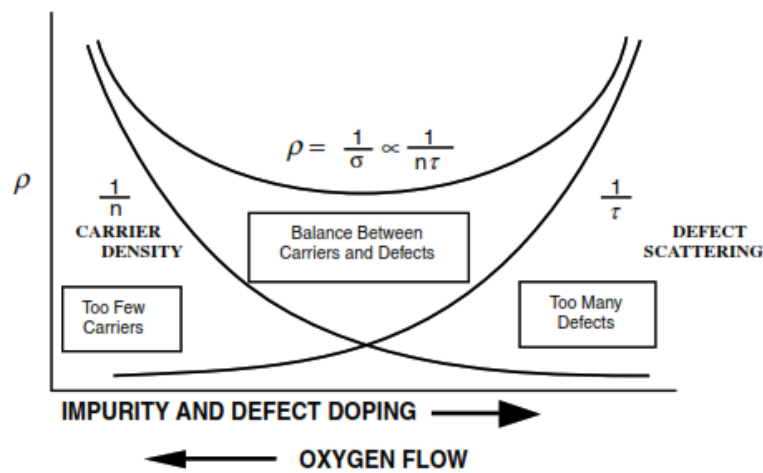 ρ = 1/σ ∝ 1/nτ
ρ
1/n
CARRIER
DENSITY
Balance Between
Carriers and Defects
1/τ
DEFECT
SCATTERING
Too Few
Carriers
Too Many
Defects
IMPURITY AND DEFECT DOPING
OXYGEN FLOW